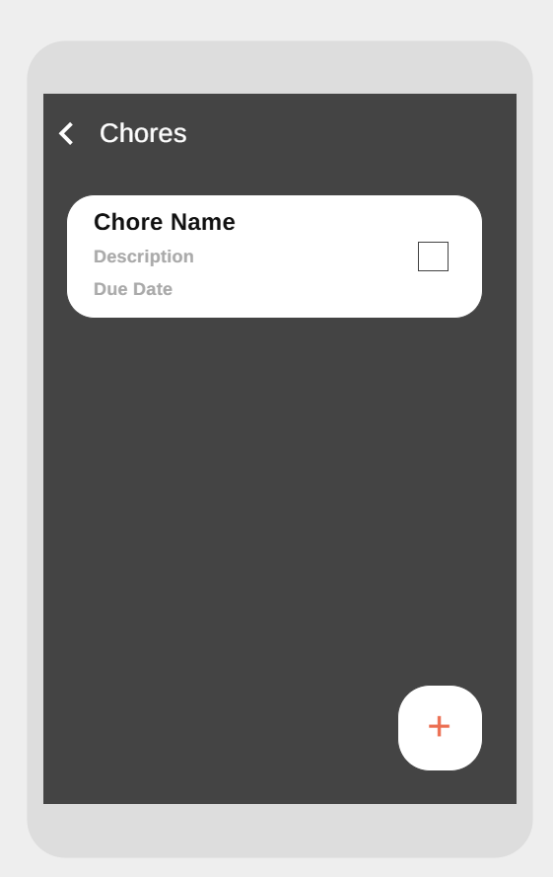 Chores
Chore Name
Description
Due Date
+